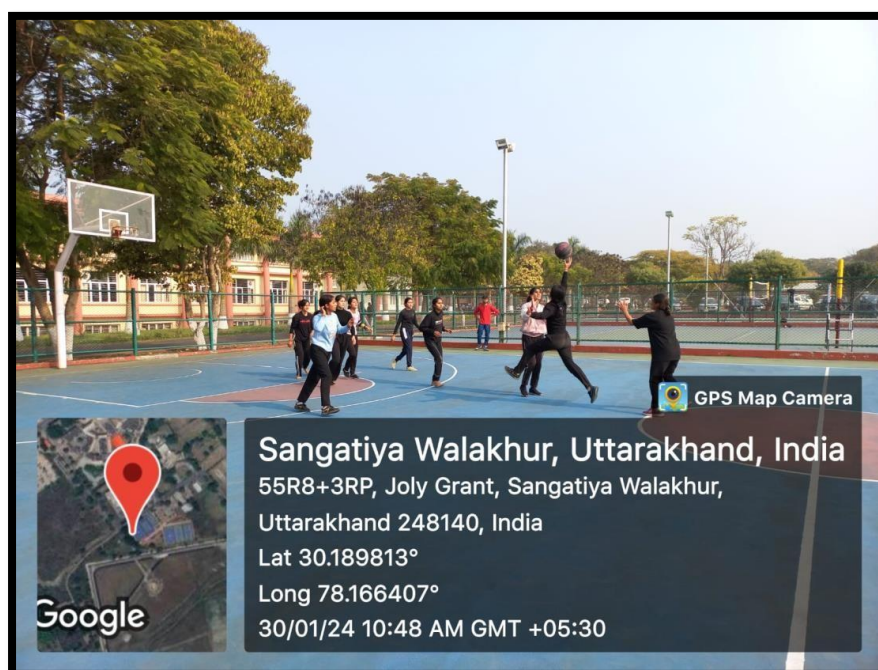 GPS Map Camera
Sangatiya Walakhur, Uttarakhand, India
55R8+3RP, Joly Grant, Sangatiya Walakhur,
Uttarakhand 248140, India
Lat 30.189813°
Long 78.166407°
30/01/24 10:48 AM GMT +05:30
Google